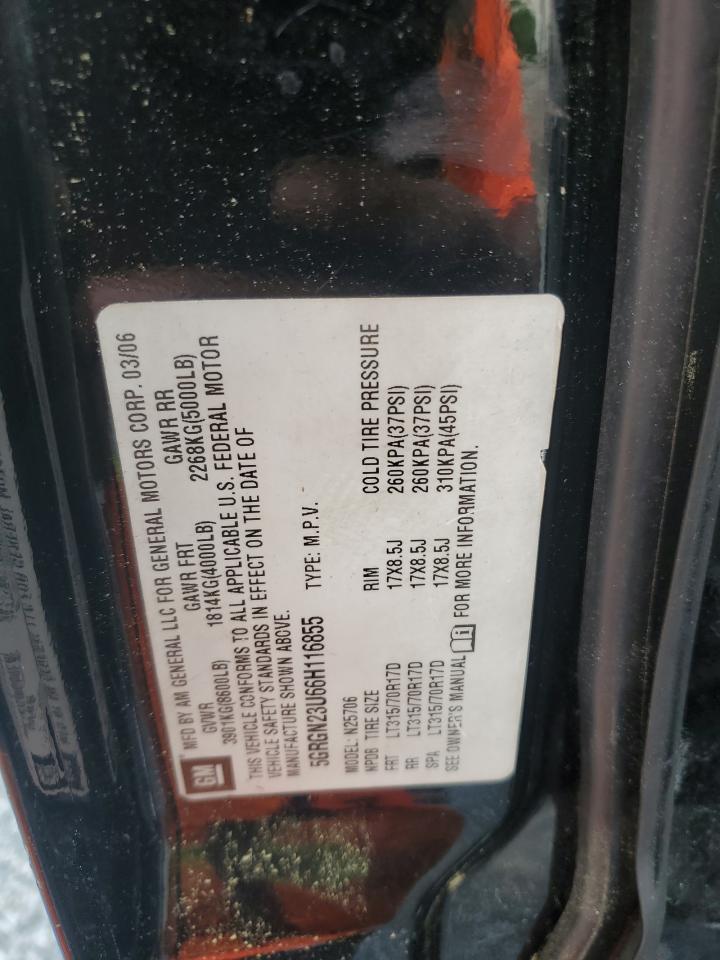 GM
MFD BY AM GENERAL LLC FOR GENERAL MOTORS CORP. 03/06
GVWR GAWR FRT GAWR RR
3901KG(8600LB) 1814KG(4000LB) 2268KG(5000LB)
THIS VEHICLE CONFORMS TO ALL APPLICABLE U.S. FEDERAL MOTOR
VEHICLE SAFETY STANDARDS IN EFFECT ON THE DATE OF
MANUFACTURE SHOWN ABOVE.
5GRGN23U66H116855 TYPE: M.P.V.
MODEL: N25706
NPDB TIRE SIZE RIM COLD TIRE PRESSURE
FRT LT315/70R17D 17X8.5J 260KPA(37PSI)
RR LT315/70R17D 17X8.5J 260KPA(37PSI)
SPA LT315/70R17D 17X8.5J 310KPA(45PSI)
SEE OWNER'S MANUAL FOR MORE INFORMATION.